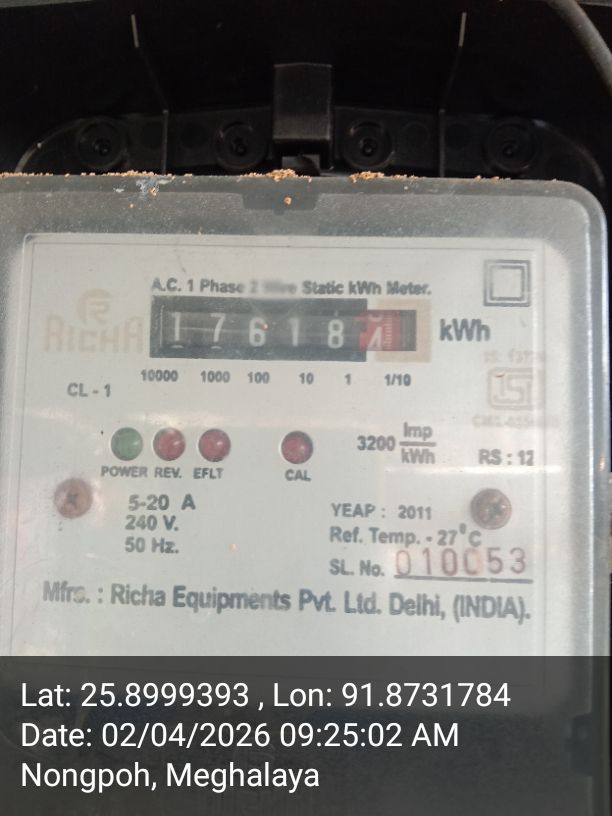 A.C. 1 Phase 2 Wire Static kWh Meter.
RICHA
1 7 6 1 8 4 kWh
10000 1000 100 10 1 1/10
CL - 1
3200 Imp/kWh
RS : 12
POWER REV. EFLT CAL
5-20 A
240 V.
50 Hz.
YEAP : 2011
Ref. Temp. - 27°C
SL. No. 010053
Mfrs. : Richa Equipments Pvt. Ltd. Delhi, (INDIA).
Lat: 25.8999393 , Lon: 91.8731784
Date: 02/04/2026 09:25:02 AM
Nongpoh, Meghalaya